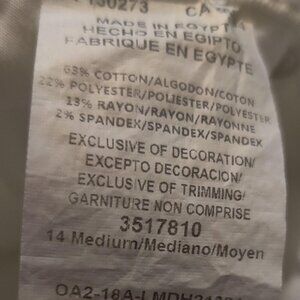 130273 CA
MADE IN EGYPT
HECHO EN EGIPTO
FABRIQUE EN EGYPTE
63% COTTON/ALGODON/COTON
22% POLYESTER/POLIESTER/POLYESTER
13% RAYON/RAYON/RAYONNE
2% SPANDEX/SPANDEX/SPANDEX
EXCLUSIVE OF DECORATION/
EXCEPTO DECORACION/
EXCLUSIVE OF TRIMMING/
GARNITURE NON COMPRISE
3517810
14 Medium/Mediano/Moyen